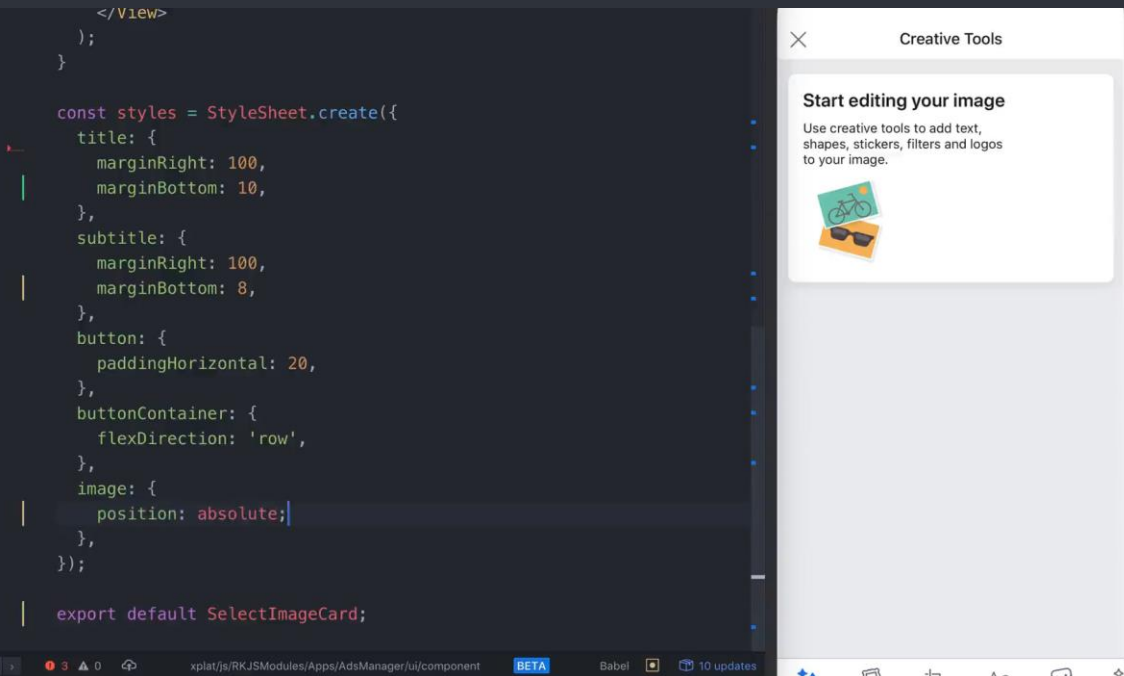 </View>
);
}
const styles = StyleSheet.create({
title: {
marginRight: 100,
marginBottom: 10,
},
subtitle: {
marginRight: 100,
marginBottom: 8,
},
button: {
paddingHorizontal: 20,
},
buttonContainer: {
flexDirection: 'row',
},
image: {
position: absolute;
},
});
export default SelectImageCard;
3 0 xplat/js/RKJSModules/Apps/AdsManager/ui/component BETA Babel 10 updates
Creative Tools
Start editing your image
Use creative tools to add text,
shapes, stickers, filters and logos
to your image.